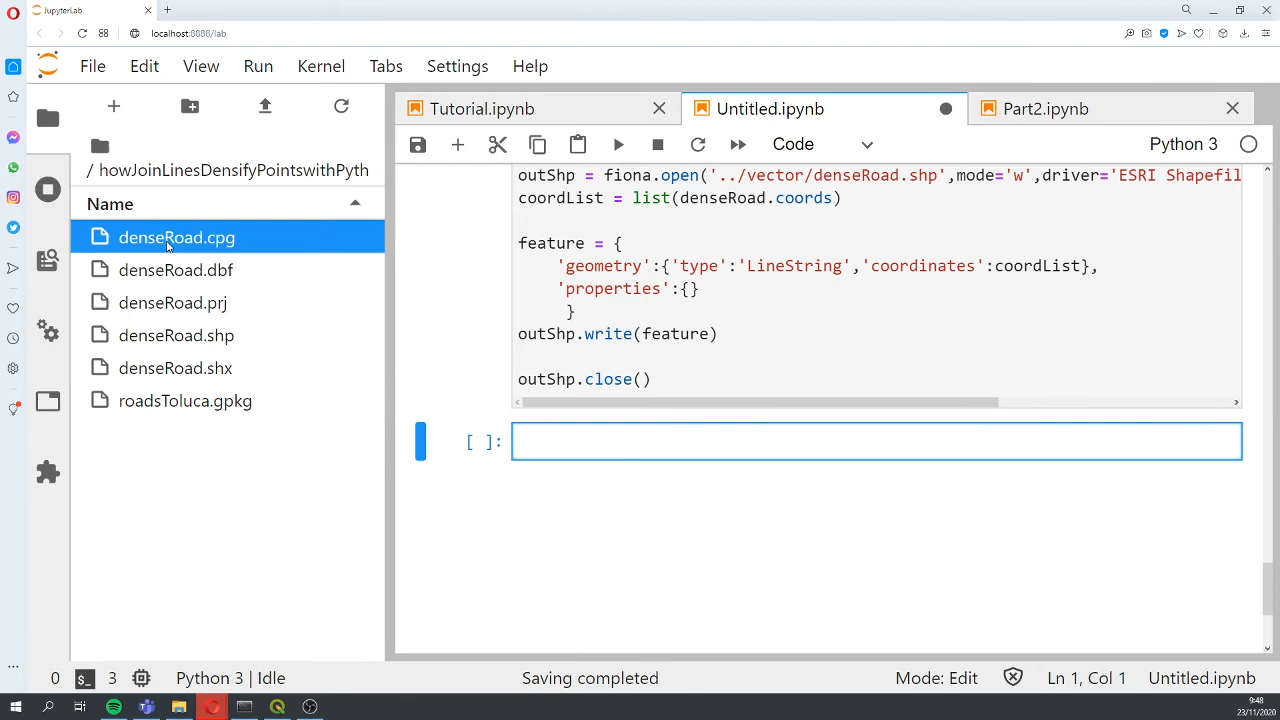 JupyterLab
localhost:8888/lab
File Edit View Run Kernel Tabs Settings Help
Tutorial.ipynb
Untitled.ipynb
Part2.ipynb
Code
Python 3
/ howJoinLinesDensifyPointswithPyth
Name
denseRoad.cpg
denseRoad.dbf
denseRoad.prj
denseRoad.shp
denseRoad.shx
roadsToluca.gpkg
outShp = fiona.open('../vector/denseRoad.shp',mode='w',driver='ESRI Shapefil
coordList = list(denseRoad.coords)
feature = {
'geometry':{'type':'LineString','coordinates':coordList},
'properties':{}
}
outShp.write(feature)
outShp.close()
[ ]:
0 $_ 3 Python 3 | Idle Saving completed Mode: Edit Ln 1, Col 1 Untitled.ipynb
9:48
23/11/2020